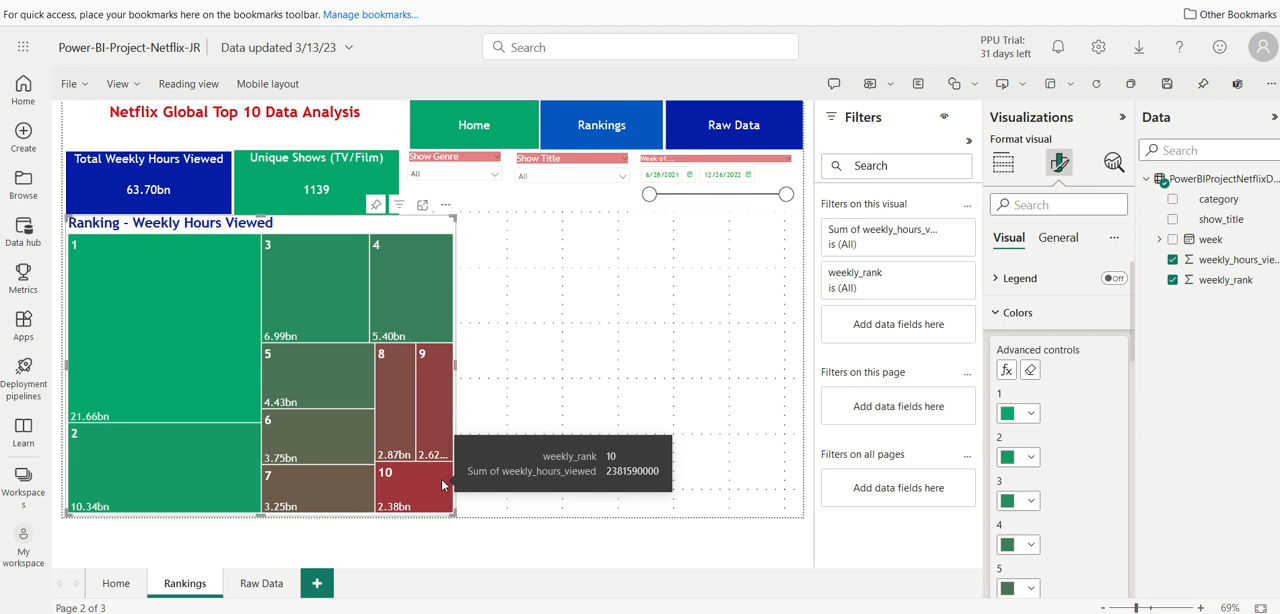 For quick access, place your bookmarks here on the bookmarks toolbar. Manage bookmarks...
Other Bookmarks
Power-BI-Project-Netflix-JR
Data updated 3/13/23
Search
PPU Trial:
31 days left
File
View
Reading view
Mobile layout
Home
Create
Browse
Data hub
Metrics
Apps
Deployment
pipelines
Learn
Workspace
s
My
workspace
Netflix Global Top 10 Data Analysis
Home
Rankings
Raw Data
Total Weekly Hours Viewed
63.70bn
Unique Shows (TV/Film)
1139
Show Genre
All
Show Title
All
Week of...
6/28/2021
12/26/2022
Ranking - Weekly Hours Viewed
1
21.66bn
2
10.34bn
3
6.99bn
4
5.40bn
5
4.43bn
6
3.75bn
7
3.25bn
8
2.87bn
9
2.62...
10
2.38bn
weekly_rank 10
Sum of weekly_hours_viewed 2381590000
Filters
Search
Filters on this visual
...
Sum of weekly_hours_v...
is (All)
weekly_rank
is (All)
Add data fields here
Filters on this page
...
Add data fields here
Filters on all pages
...
Add data fields here
Visualizations
Format visual
Search
Visual
General
...
Legend
Off
Colors
Advanced controls
fx
1
2
3
4
5
Data
Search
PowerBIProjectNetflixD...
category
show_title
week
Σ weekly_hours_vie...
Σ weekly_rank
Home
Rankings
Raw Data
+
Page 2 of 3
- + 69%